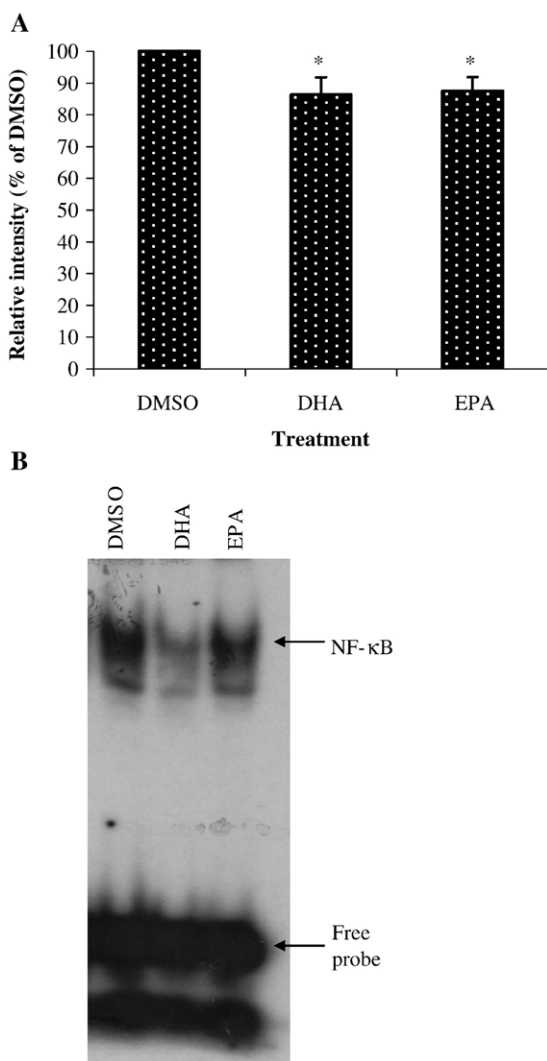 A
Relative intensity (% of DMSO)
100
90
80
70
60
50
40
30
20
10
0
* *
DMSO DHA EPA
Treatment
B
DMSO DHA EPA
NF-κB
Free
probe